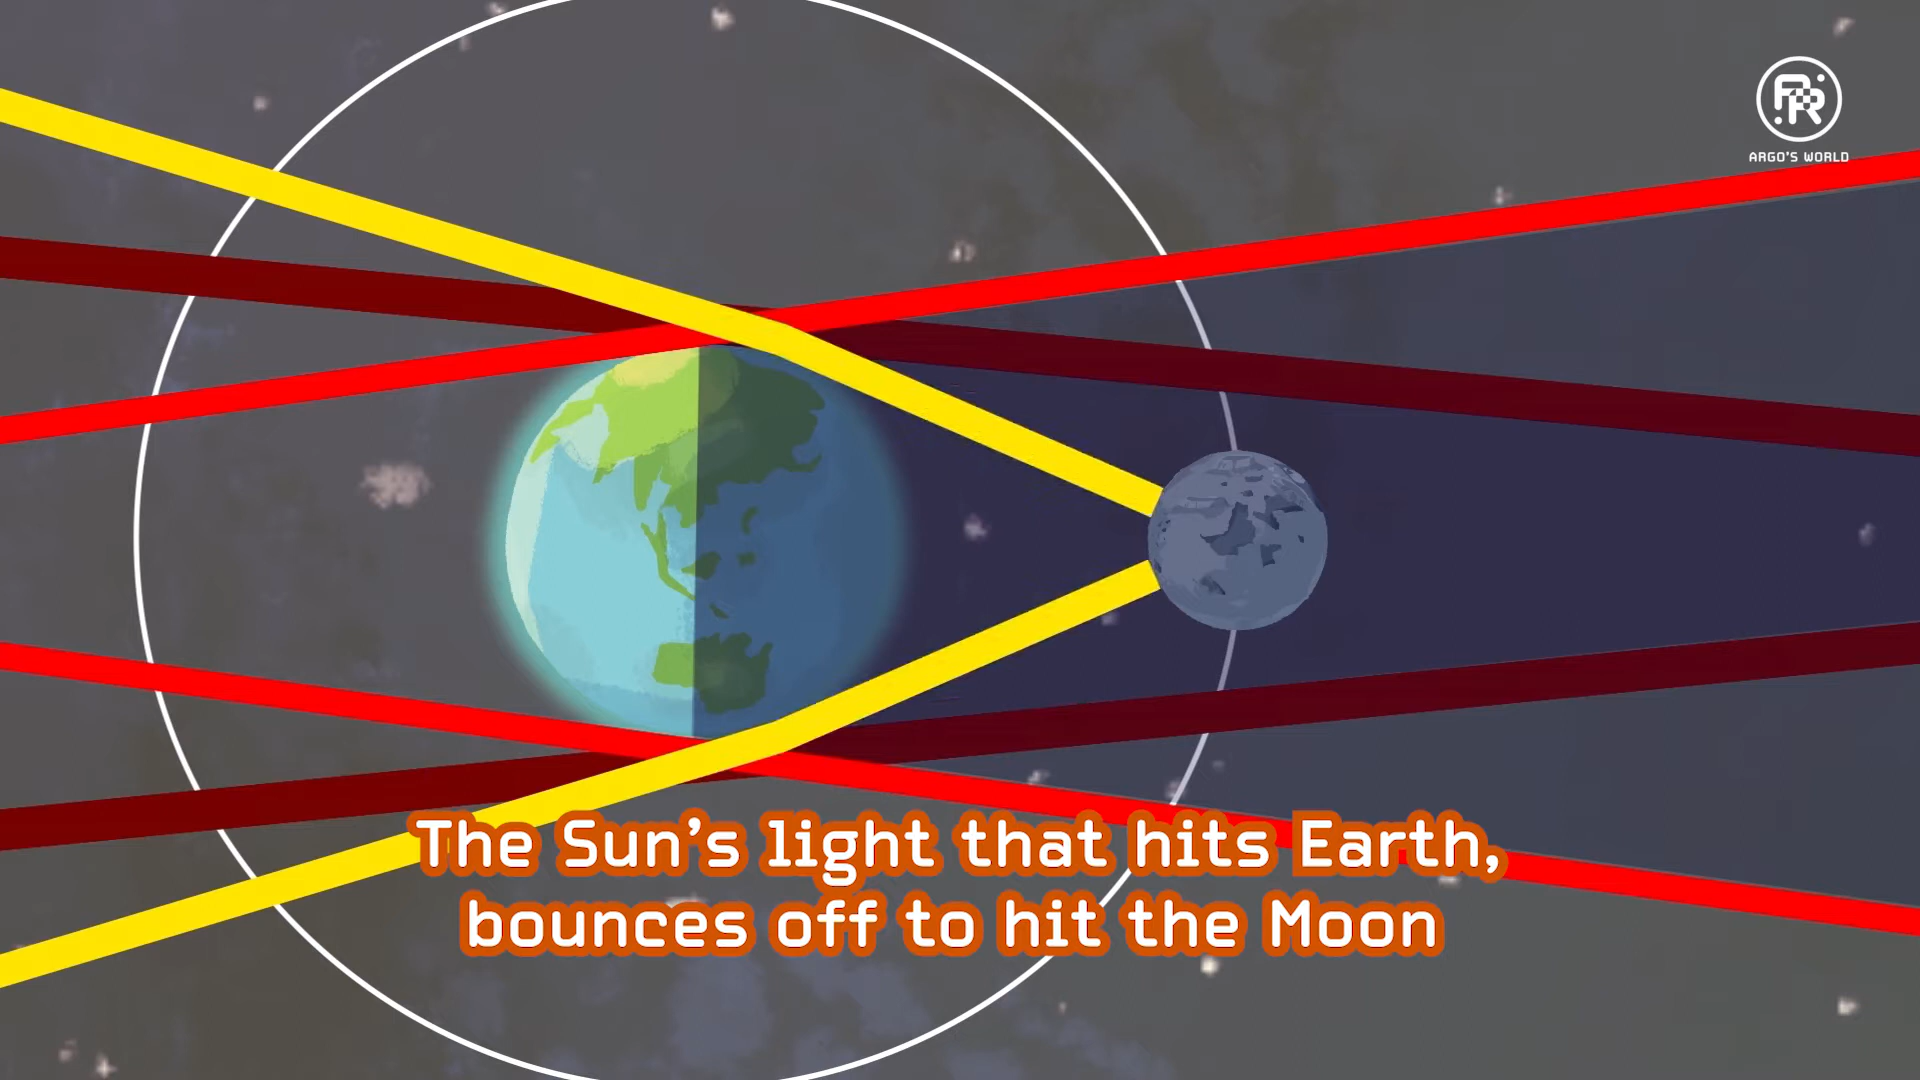 ARGO'S WORLD
The Sun's light that hits Earth,
bounces off to hit the Moon